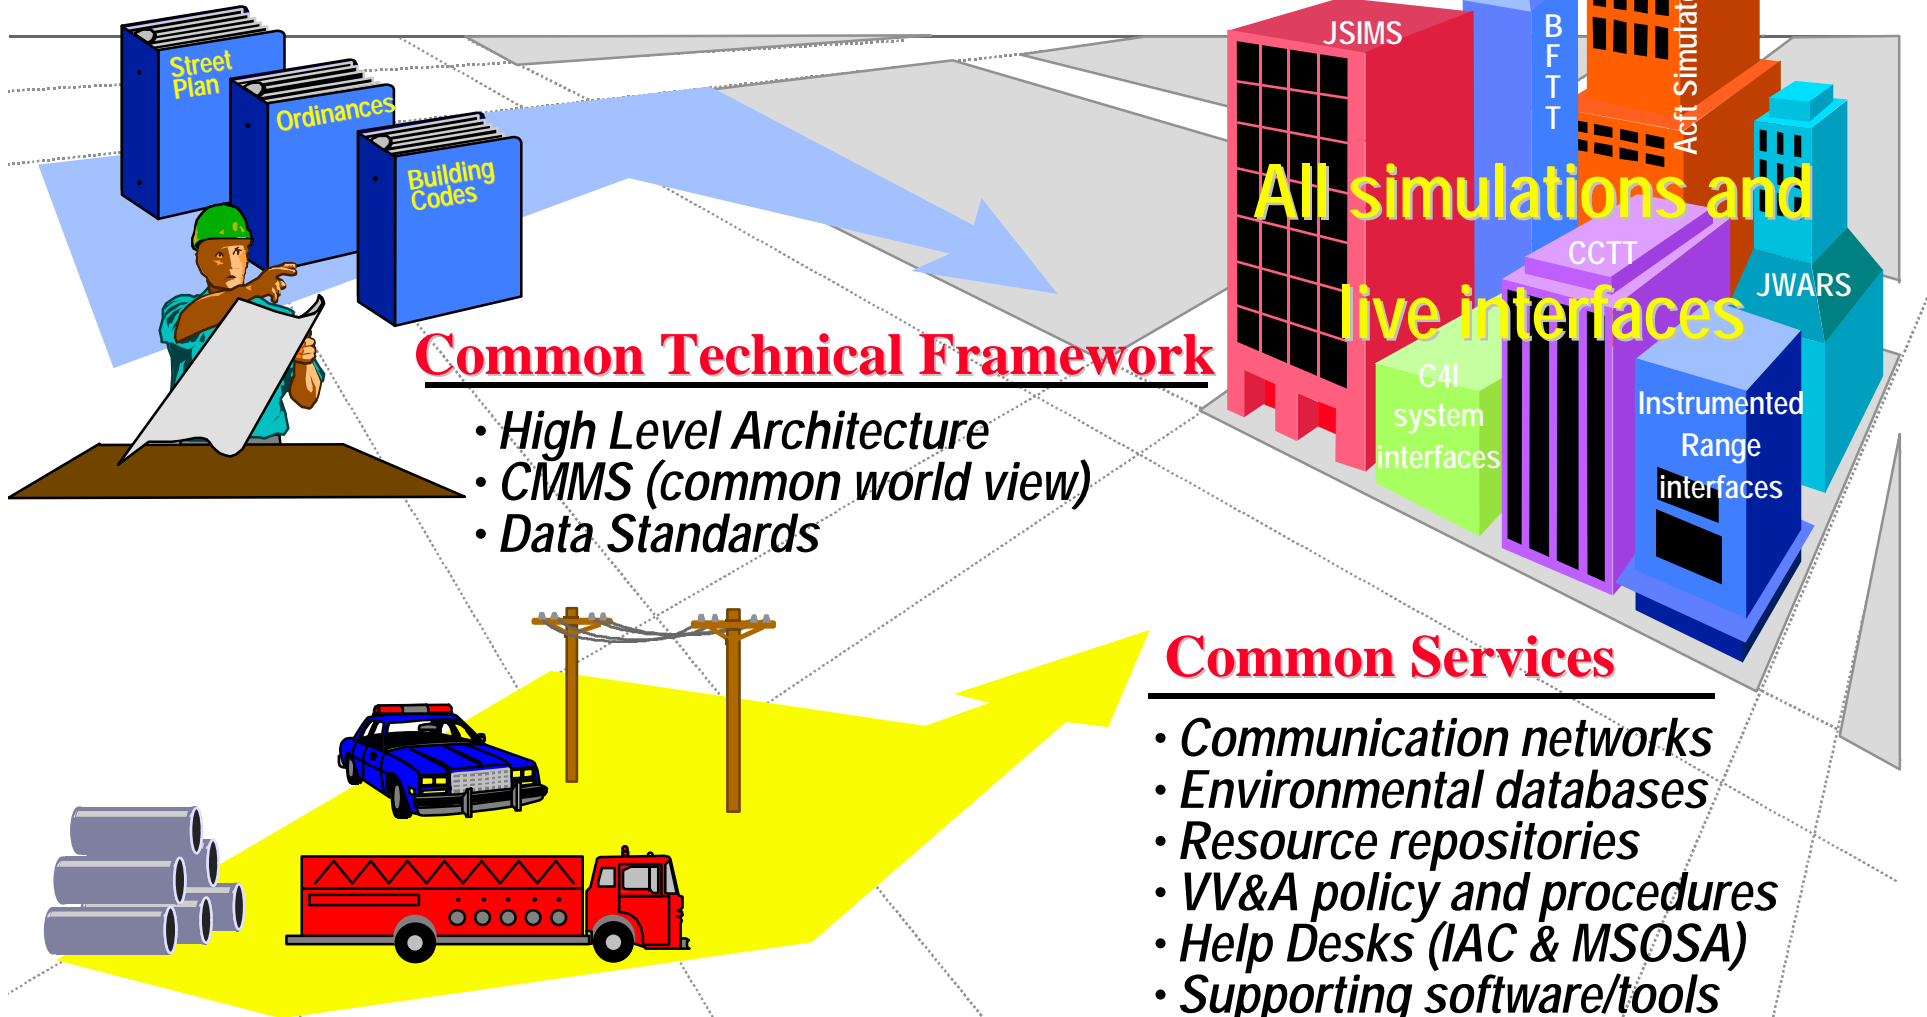 Street
Plan
Ordinances
Building
Codes
JSIMS
B
F
T
T
Acft
All simulations and
live interfaces
CCTT
JWARS
C4I
system
interfaces
Instrumented
Range
interfaces
Common Technical Framework
• High Level Architecture
• CMMS (common world view)
• Data Standards
Common Services
• Communication networks
• Environmental databases
• Resource repositories
• VV&A policy and procedures
• Help Desks (IAC & MSOSA)
• Supporting software/tools